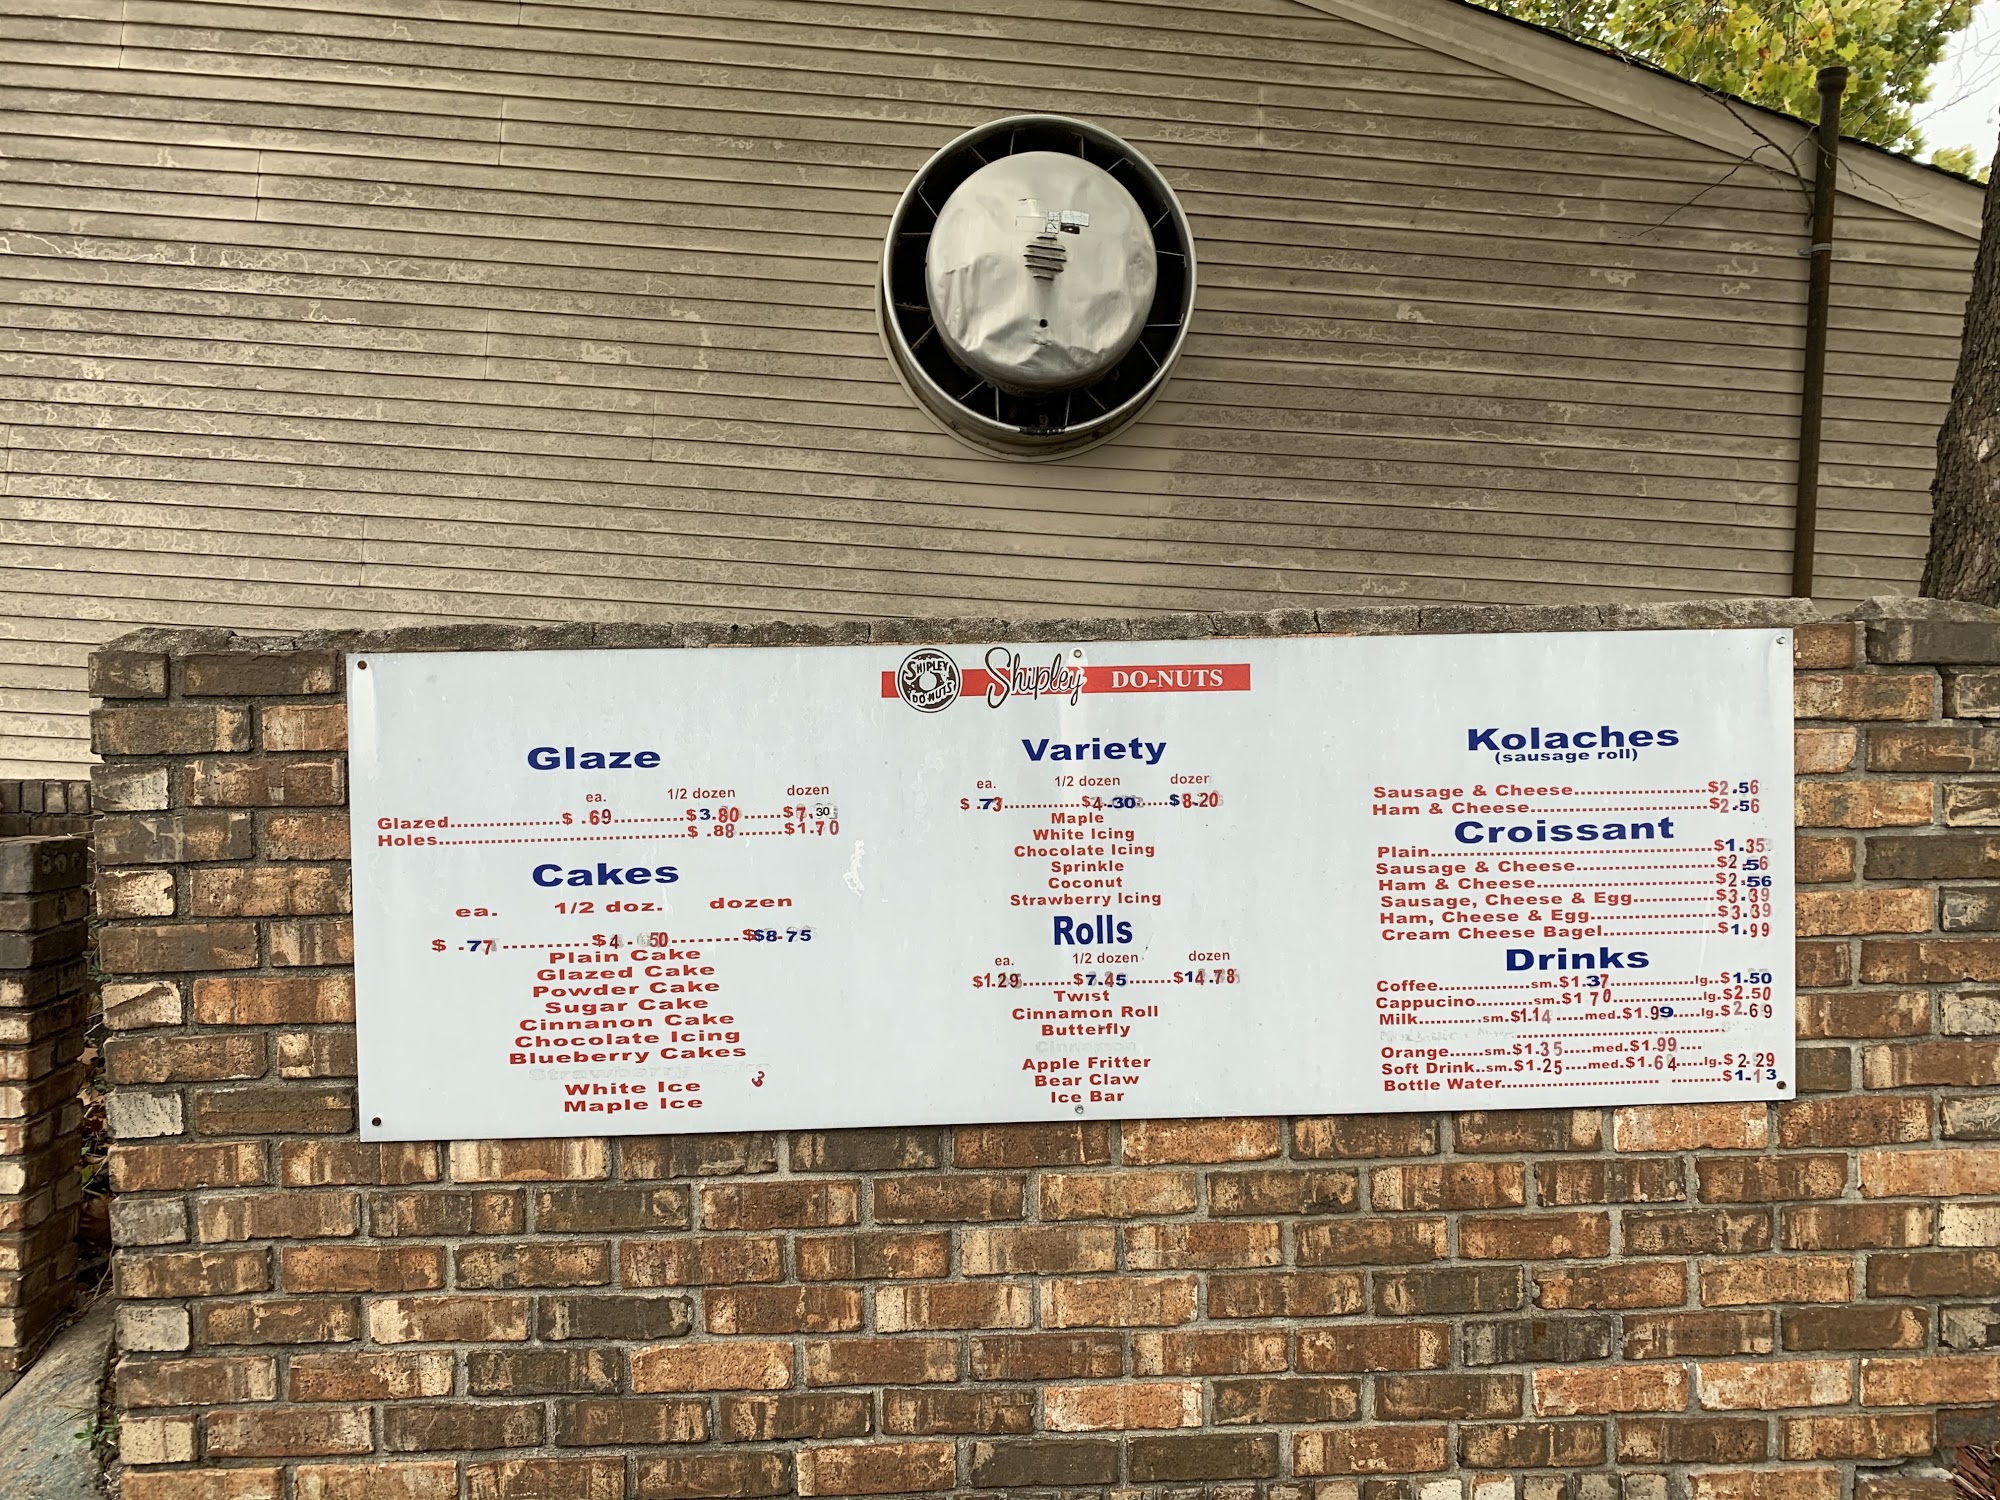 SHIPLEY DO-NUTS
Shipley DO-NUTS
Glaze
ea. 1/2 dozen dozen
Glazed....................$ .69.............$3.80......$7.30
Holes.............................................$ .88.......$1.70
Cakes
ea. 1/2 doz. dozen
$ .77............$4.50.........$$8.75
Plain Cake
Glazed Cake
Powder Cake
Sugar Cake
Cinnanon Cake
Chocolate Icing
Blueberry Cakes
Strawberry Cake
White Ice
Maple Ice
Variety
ea. 1/2 dozen dozen
$ .73..............$4.30......$8.20
Maple
White Icing
Chocolate Icing
Sprinkle
Coconut
Strawberry Icing
Rolls
ea. 1/2 dozen dozen
$1.29.........$7.45.........$14.78
Twist
Cinnamon Roll
Butterfly
Cinnamon
Apple Fritter
Bear Claw
Ice Bar
Kolaches
(sausage roll)
Sausage & Cheese......................$2.56
Ham & Cheese.............................$2.56
Croissant
Plain..............................................$1.35
Sausage & Cheese.......................$2.56
Ham & Cheese.............................$2.56
Sausage, Cheese & Egg.............$3.39
Ham, Cheese & Egg....................$3.39
Cream Cheese Bagel..................$1.99
Drinks
Coffee...............sm.$1.37...............lg.$1.50
Cappucino..........sm.$1.70...............lg.$2.50
Milk...........sm.$1.14.....med.$1.99....lg.$2.69
Orange......sm.$1.35.....med.$1.99....
Soft Drink..sm.$1.25....med.$1.64.....lg.$2.29
Bottle Water.......................................$1.13